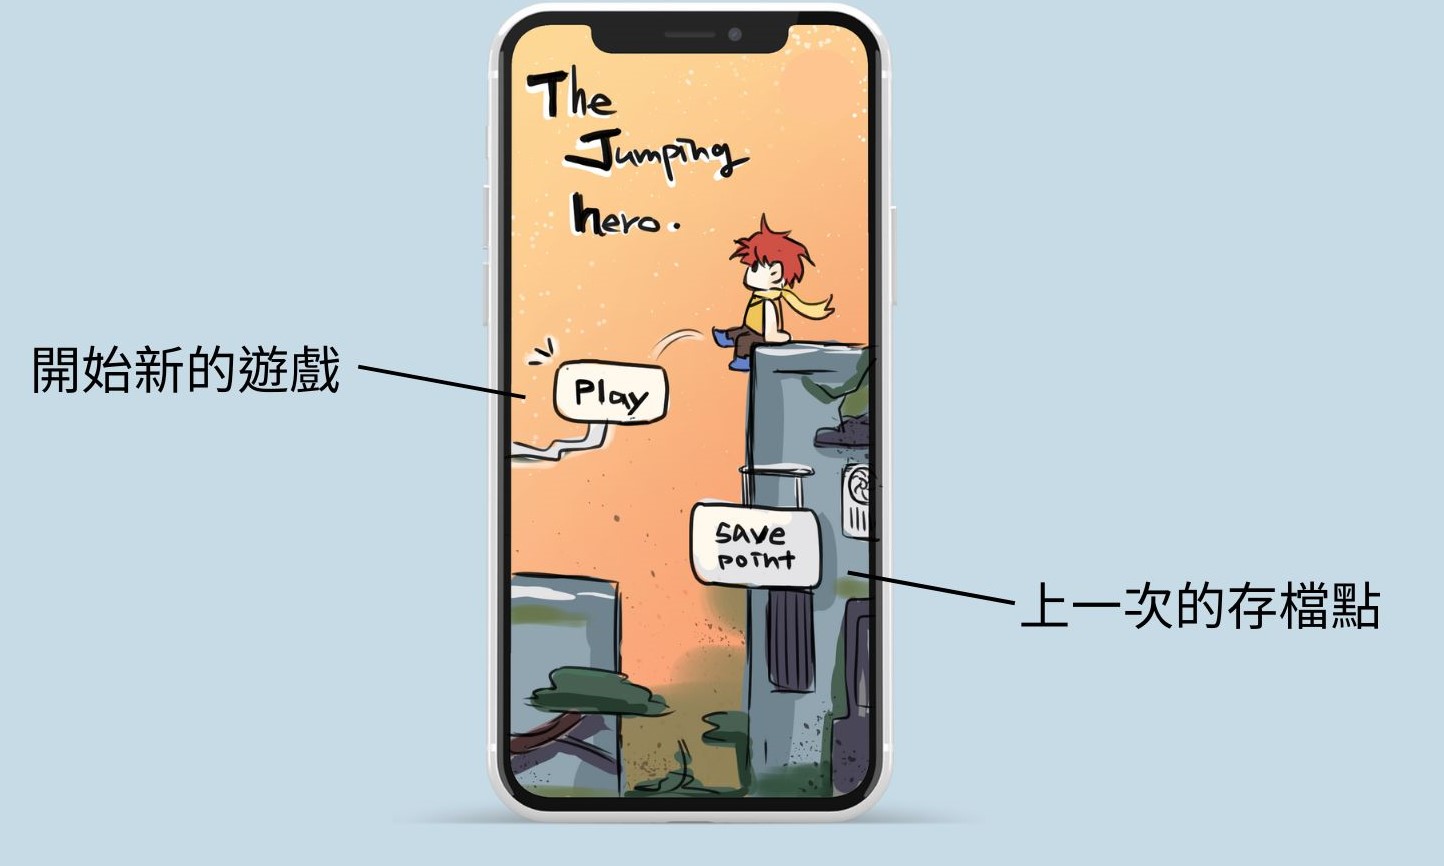 The
Jumping
hero.
開始新的遊戲
Play
save
point
上一次的存檔點